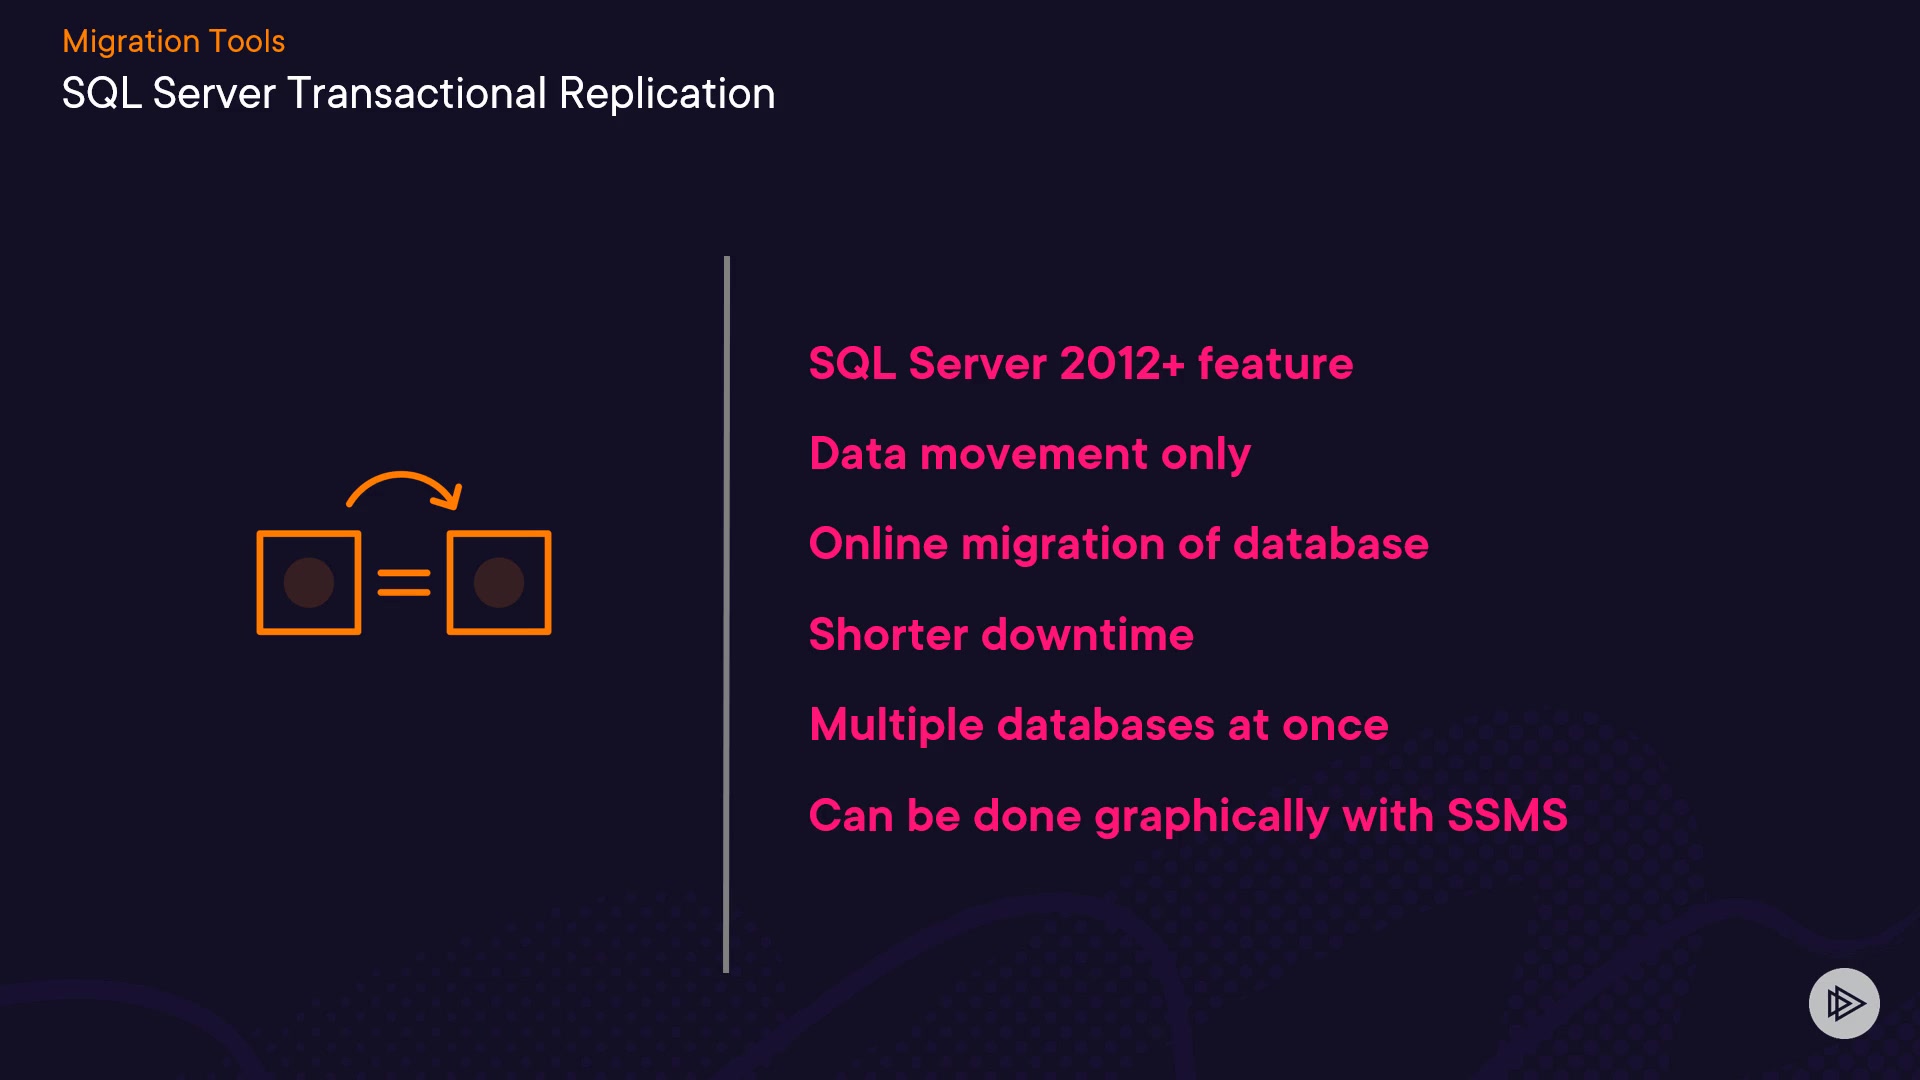 Migration Tools
SQL Server Transactional Replication
SQL Server 2012+ feature
Data movement only
Online migration of database
Shorter downtime
Multiple databases at once
Can be done graphically with SSMS